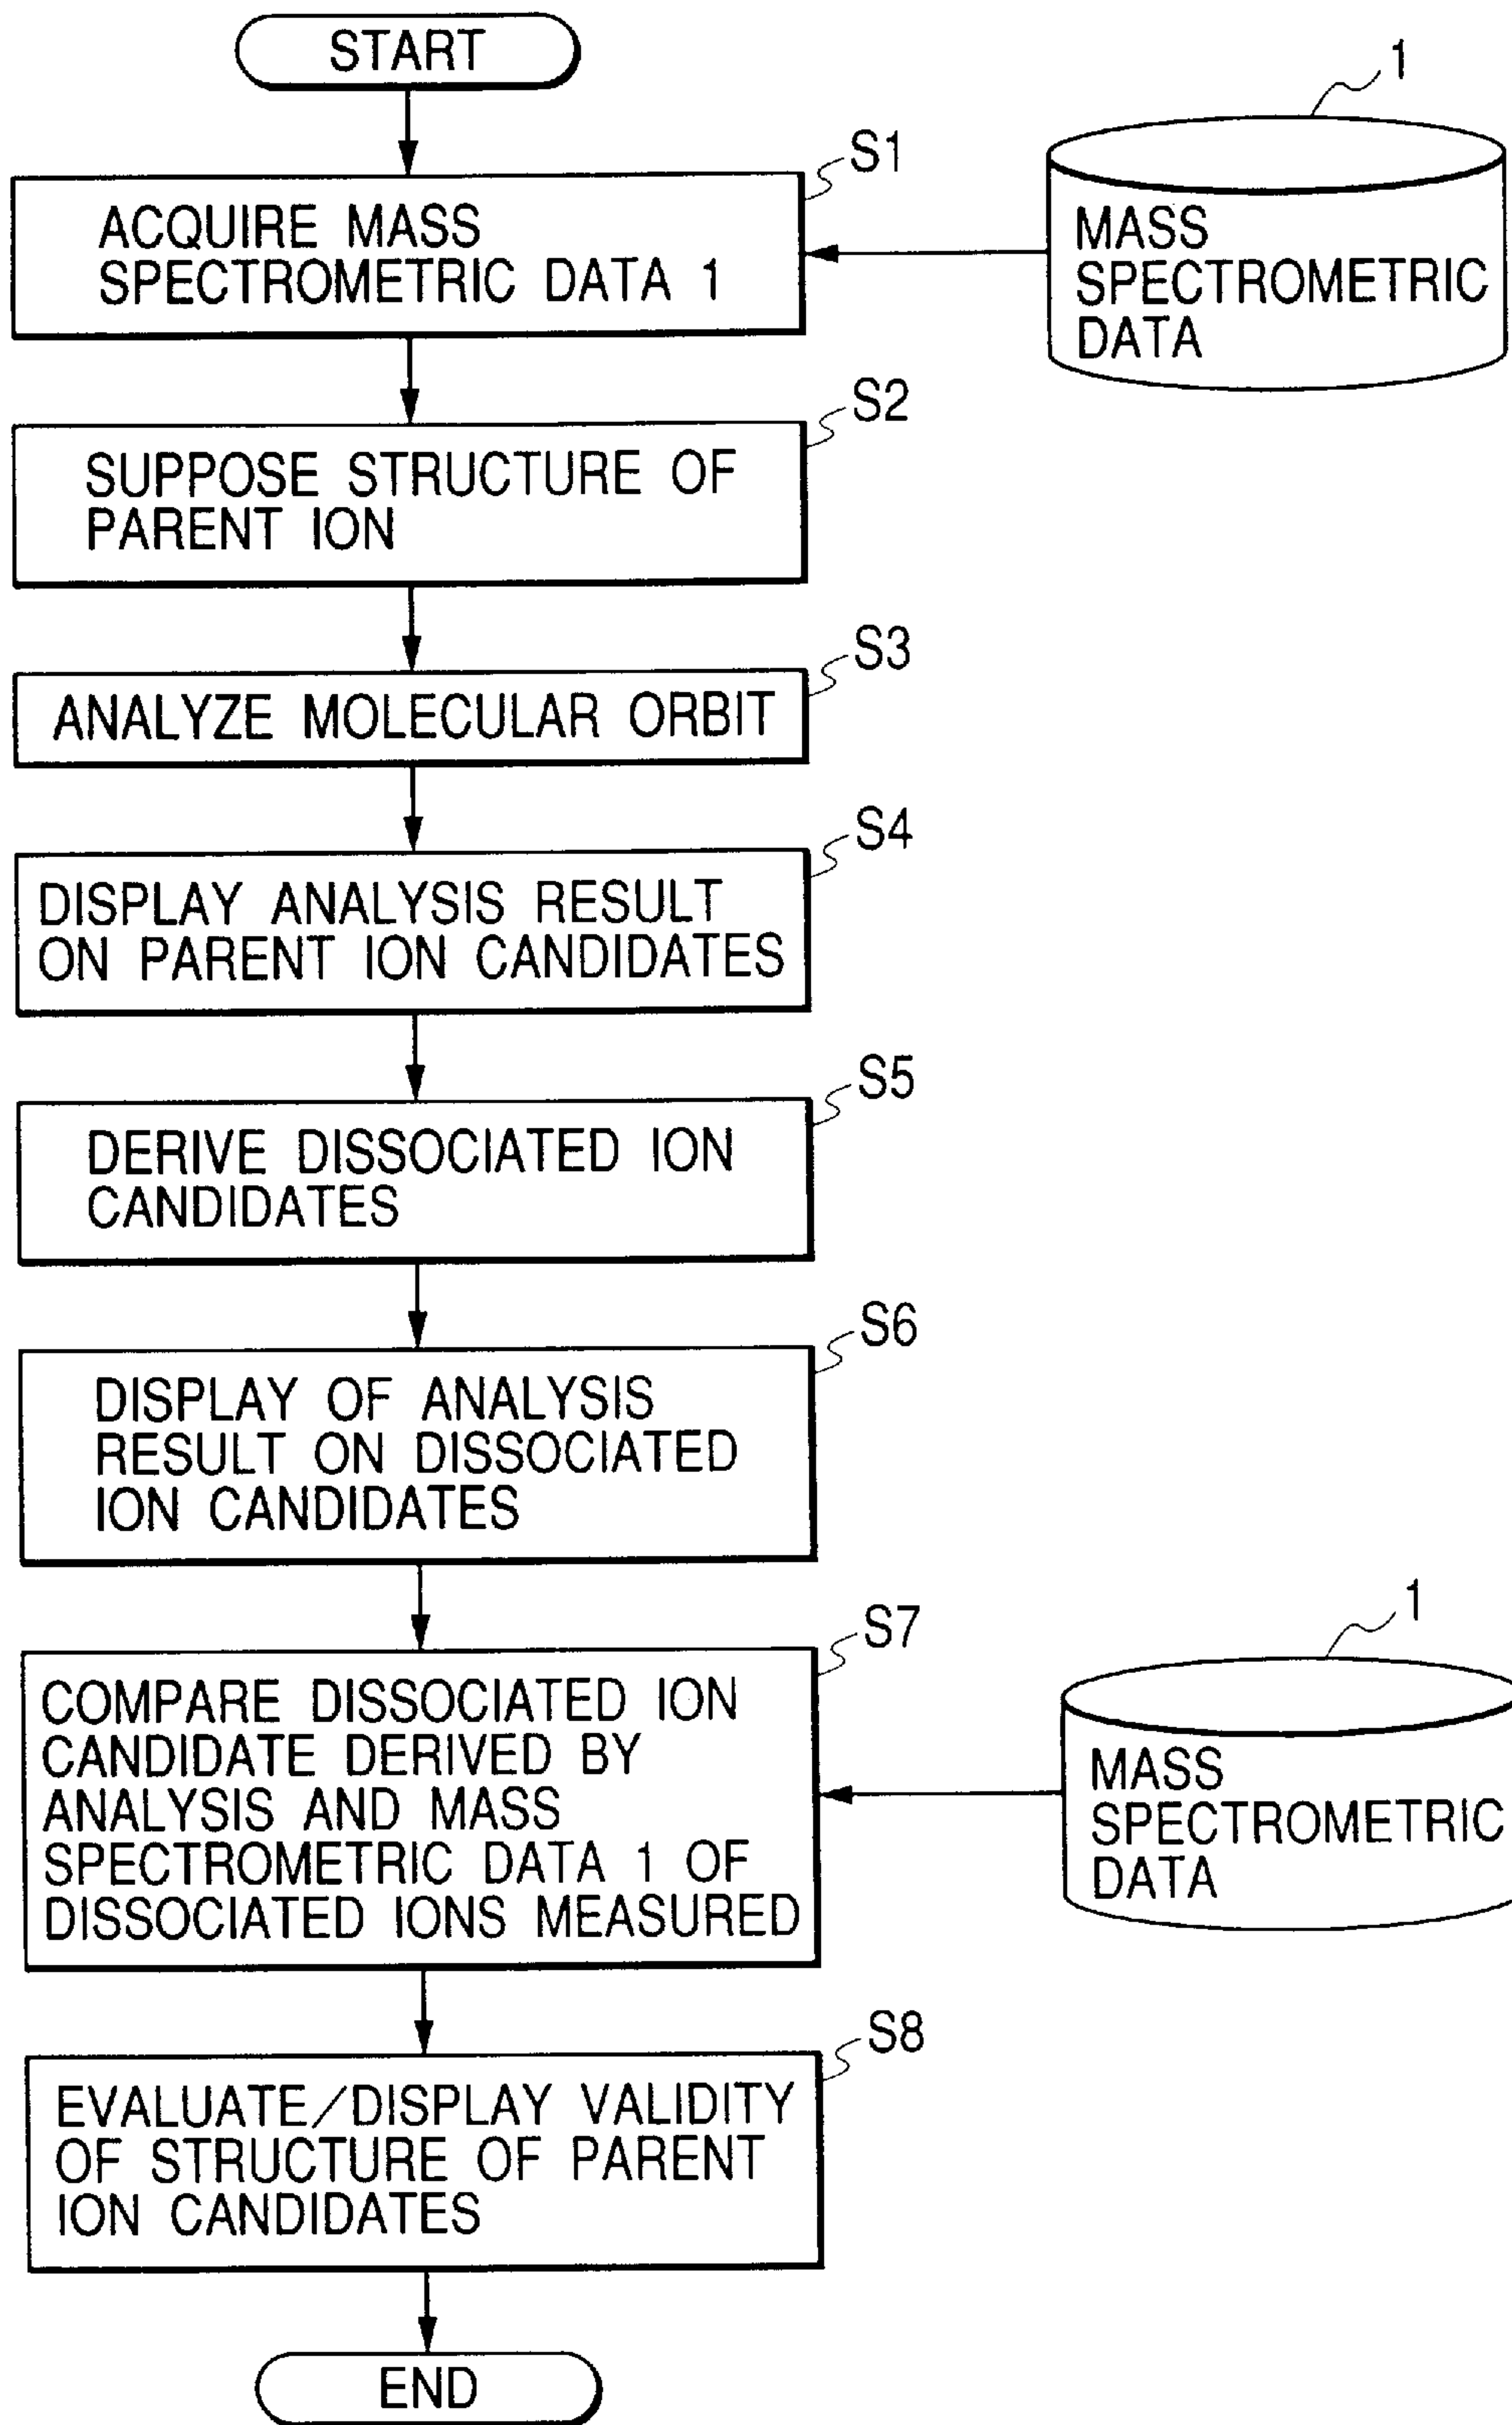 START
1
S1
ACQUIRE MASS
SPECTROMETRIC DATA 1
MASS
SPECTROMETRIC
DATA
S2
SUPPOSE STRUCTURE OF
PARENT ION
S3
ANALYZE MOLECULAR ORBIT
S4
DISPLAY ANALYSIS RESULT
ON PARENT ION CANDIDATES
S5
DERIVE DISSOCIATED ION
CANDIDATES
S6
DISPLAY OF ANALYSIS
RESULT ON DISSOCIATED
ION CANDIDATES
S7
COMPARE DISSOCIATED ION
CANDIDATE DERIVED BY
ANALYSIS AND MASS
SPECTROMETRIC DATA 1 OF
DISSOCIATED IONS MEASURED
1
MASS
SPECTROMETRIC
DATA
S8
EVALUATE/DISPLAY VALIDITY
OF STRUCTURE OF PARENT
ION CANDIDATES
END